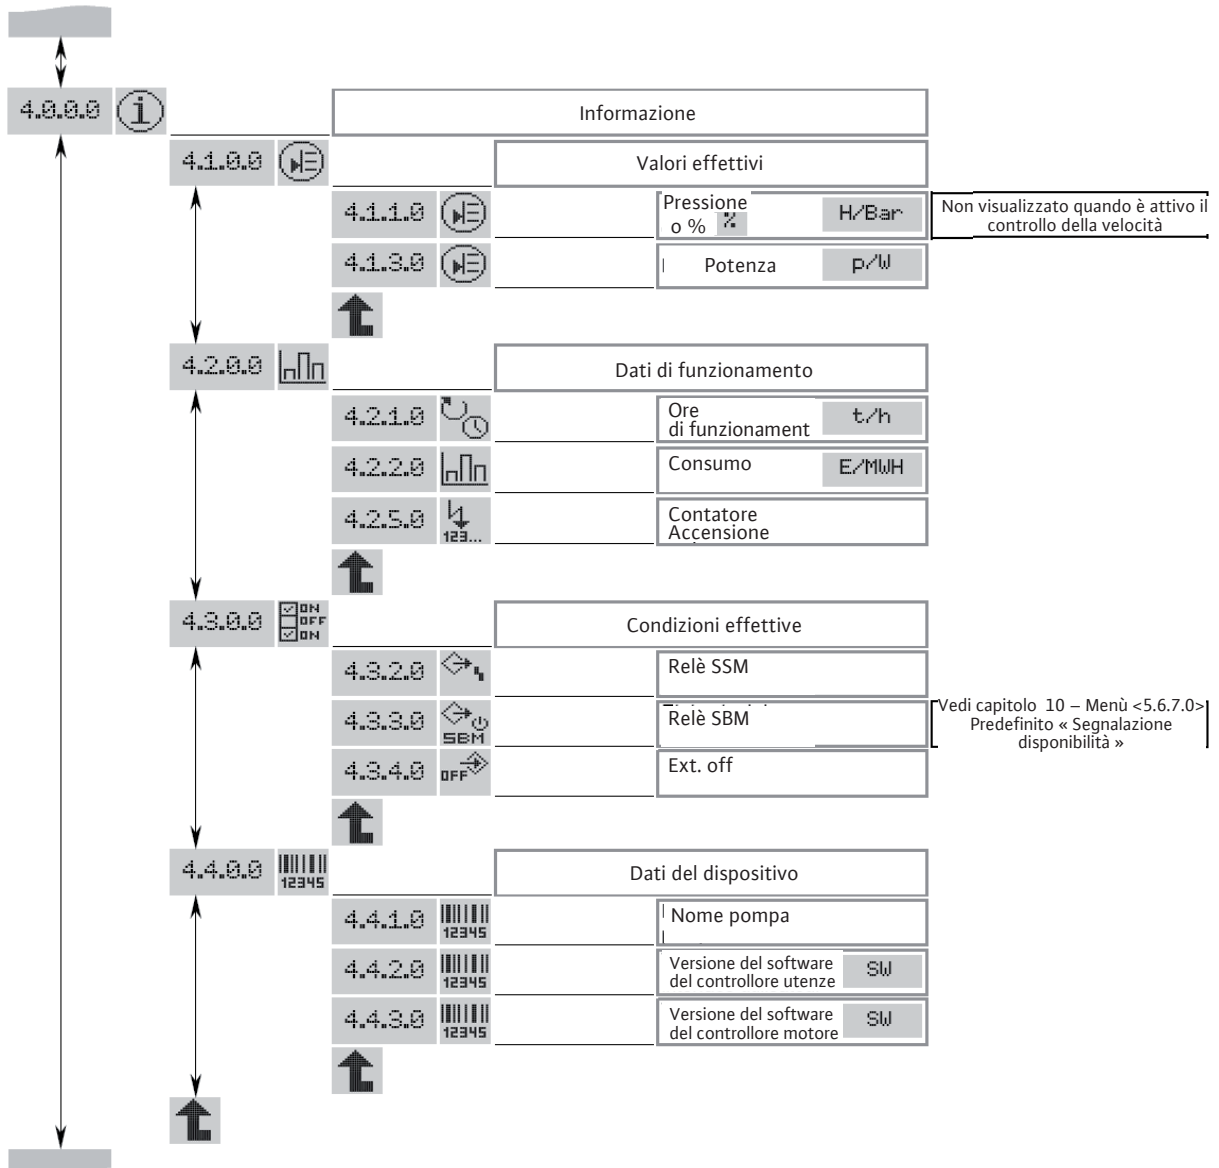 4.0.0.0
Informazione
4.1.0.0
Valori effettivi
4.1.1.0
Pressione
o % %
H/Bar
Non visualizzato quando è attivo il
controllo della velocità
4.1.3.0
Potenza
p/W
4.2.0.0
Dati di funzionamento
4.2.1.0
Ore
di funzionament
t/h
4.2.2.0
Consumo
E/MWH
4.2.5.0
123...
Contatore
Accensione
4.3.0.0
ON
OFF
ON
Condizioni effettive
4.3.2.0
Relè SSM
4.3.3.0
SBM
Relè SBM
Vedi capitolo 10 – Menù <5.6.7.0>
Predefinito « Segnalazione
disponibilità »
4.3.4.0
OFF
Ext. off
4.4.0.0
12345
Dati del dispositivo
4.4.1.0
12345
Nome pompa
4.4.2.0
12345
Versione del software
del controllore utenze
SW
4.4.3.0
12345
Versione del software
del controllore motore
SW